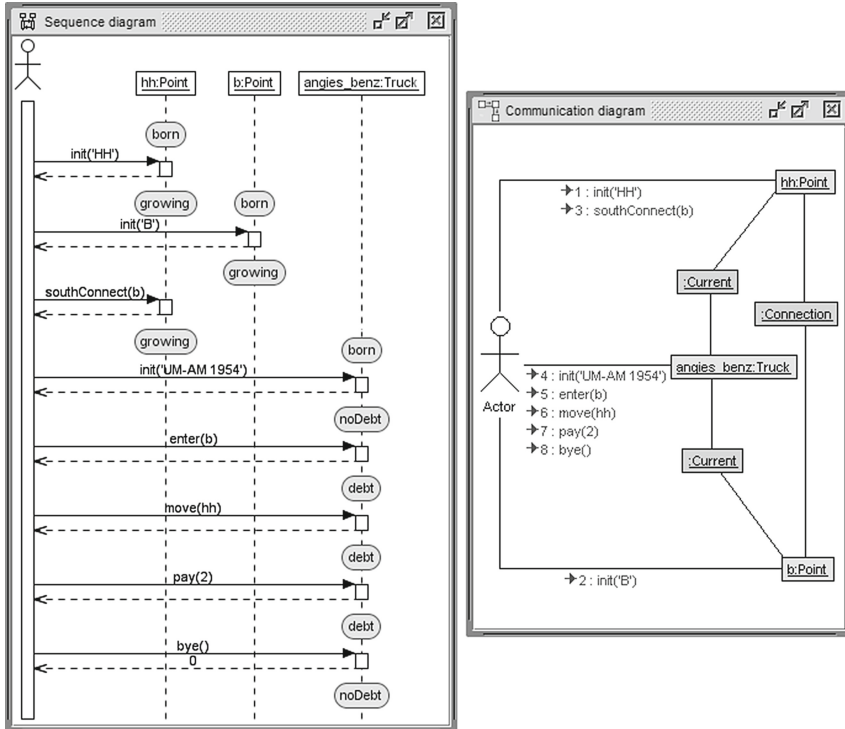 Sequence diagram
hh:Point
b:Point
angies_benz:Truck
born
init('HH')
growing
born
init('B')
growing
southConnect(b)
growing
born
init('UM-AM 1954')
noDebt
enter(b)
debt
move(hh)
debt
pay(2)
debt
bye()
0
noDebt
Communication diagram
hh:Point
1 : init('HH')
3 : southConnect(b)
:Current
:Connection
angies_benz:Truck
4 : init('UM-AM 1954')
5 : enter(b)
6 : move(hh)
7 : pay(2)
8 : bye()
Actor
:Current
b:Point
2 : init('B')